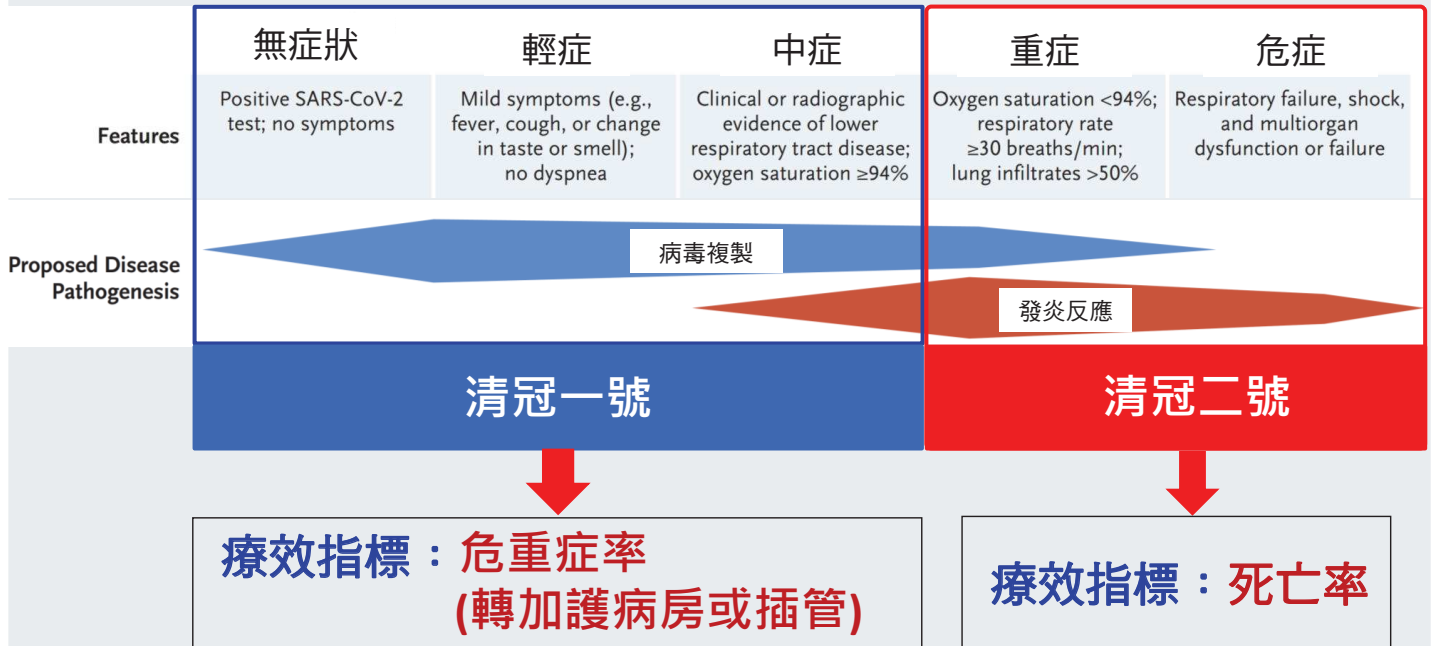 無症狀
輕症
中症
重症
危症
Features
Positive SARS-CoV-2
test; no symptoms
Mild symptoms (e.g.,
fever, cough, or change
in taste or smell);
no dyspnea
Clinical or radiographic
evidence of lower
respiratory tract disease;
oxygen saturation ≥94%
Oxygen saturation <94%;
respiratory rate
≥30 breaths/min;
lung infiltrates >50%
Respiratory failure, shock,
and multiorgan
dysfunction or failure
Proposed Disease
Pathogenesis
病毒複製
發炎反應
清冠一號
清冠二號
療效指標：危重症率
(轉加護病房或插管)
療效指標：死亡率